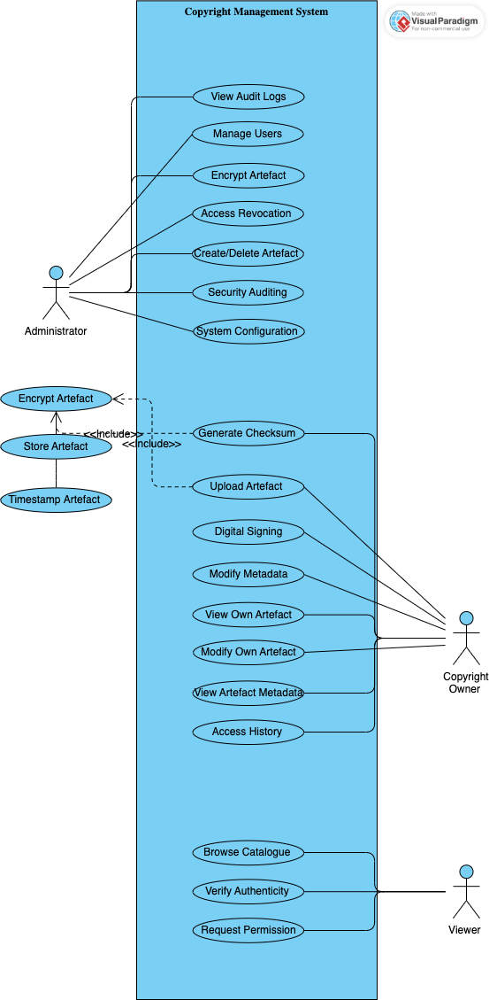 Copyright Management System
Made with
VisualParadigm
For non-commercial use
View Audit Logs
Manage Users
Encrypt Artefact
Access Revocation
Create/Delete Artefact
Security Auditing
System Configuration
Administrator
Encrypt Artefact
Store Artefact
Timestamp Artefact
<<Include>>
<<Include>>
Generate Checksum
Upload Artefact
Digital Signing
Modify Metadata
View Own Artefact
Modify Own Artefact
View Artefact Metadata
Access History
Copyright
Owner
Browse Catalogue
Verify Authenticity
Request Permission
Viewer